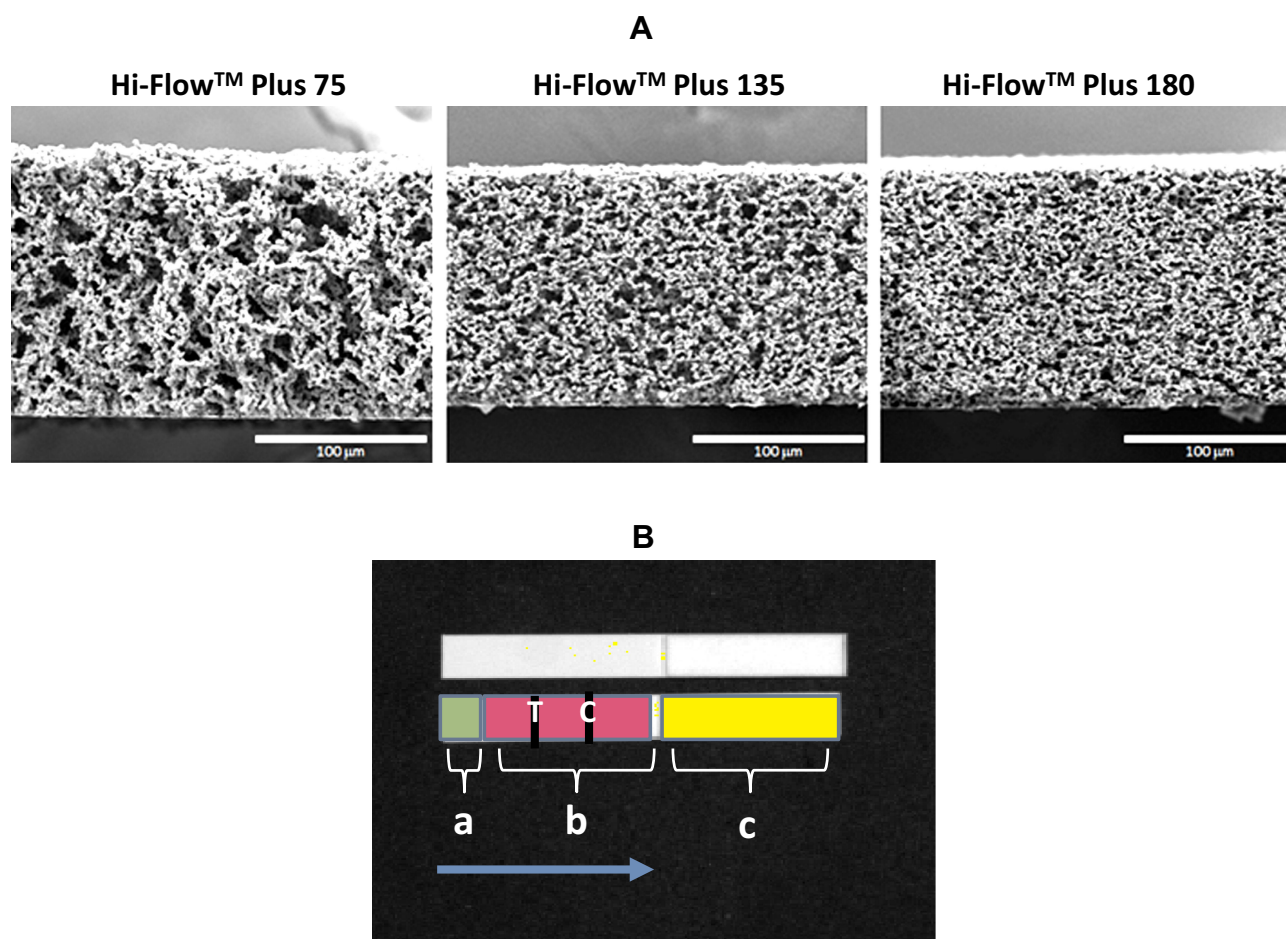 A
Hi-Flow™ Plus 75
Hi-Flow™ Plus 135
Hi-Flow™ Plus 180
100 µm
100 µm
100 µm
B
T
C
a
b
c